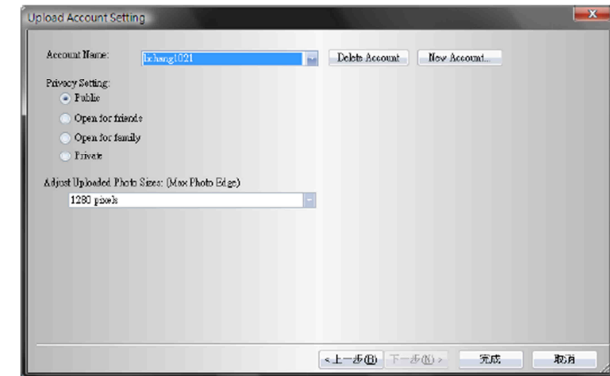 Upload Account Setting
Account Name: bchang1021 Delete Account New Account...
Privacy Setting:
Public
Open for friends
Open for family
Private
Adjust Uploaded Photo Sizes: (Max Photo Edge)
1280 pixels
<上一步(B) 下一步(N)> 完成 取消